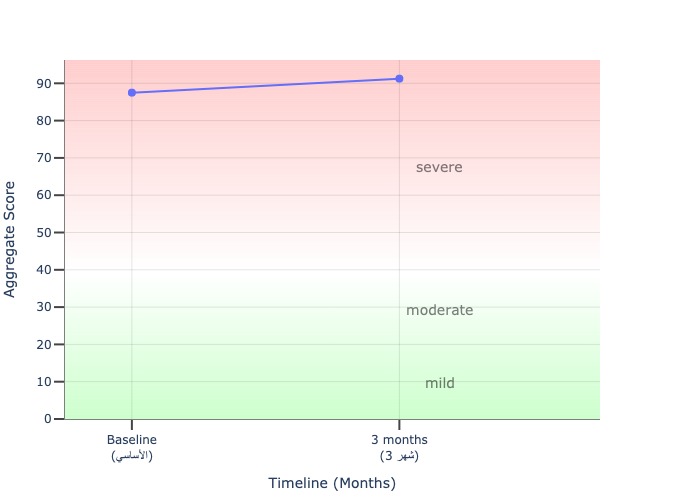 90
80
70
60
50
40
30
20
10
0
Aggregate Score
severe
moderate
mild
Baseline
(الأساسي)
3 months
(3 شهر)
Timeline (Months)